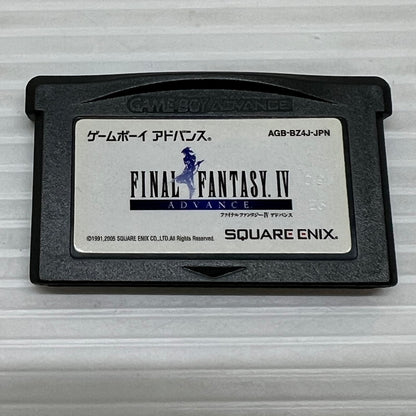 GAME BOY ADVANCE
ゲームボーイ アドバンス®
AGB-BZ4J-JPN
FINAL FANTASY IV
ADVANCE
ファイナルファンタジーIV アドバンス
©1991,2005 SQUARE ENIX CO.,LTD.All Rights Reserved.
SQUARE ENIX®